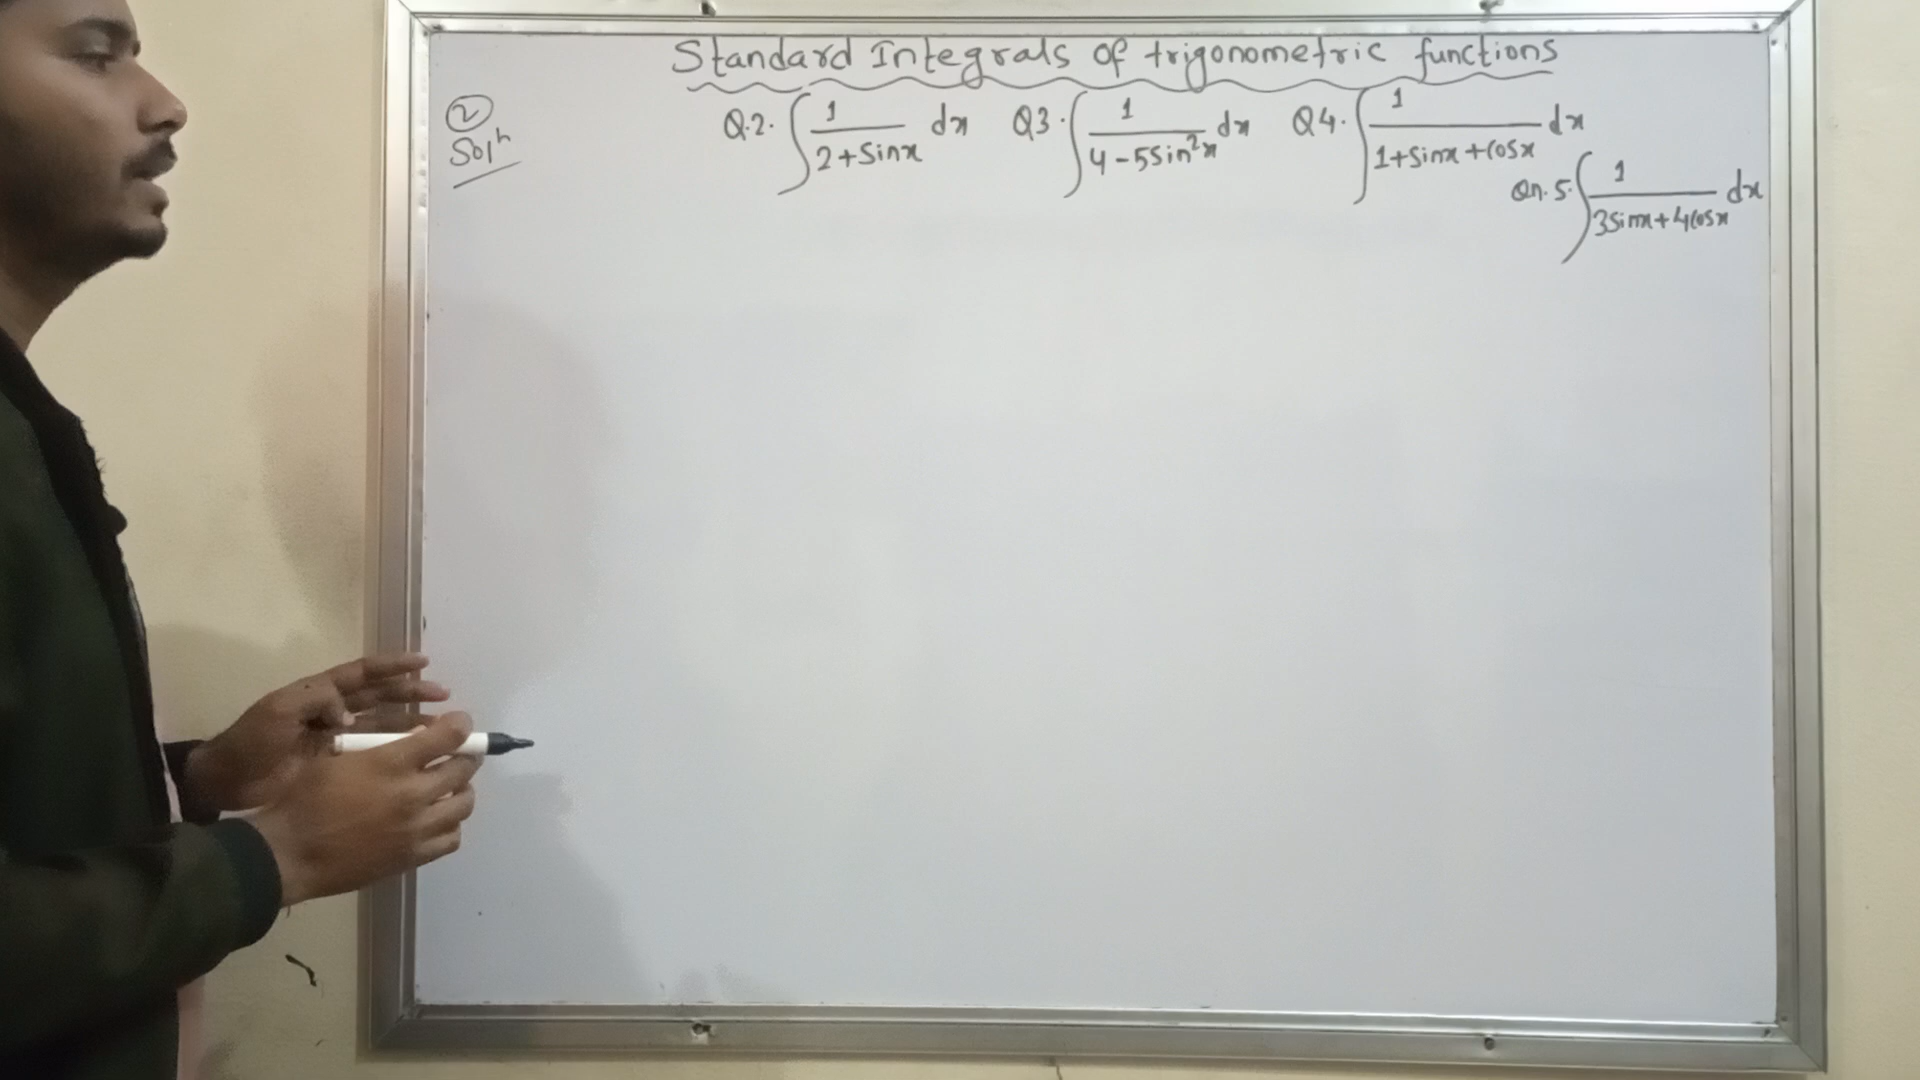 Standard Integrals of trigonometric functions
②
Solⁿ
Q.2. ∫ 1/(2+Sinx) dx Q3. ∫ 1/(4-5Sin²x) dx Q4. ∫ 1/(1+Sinx+Cosx) dx
Qn.5. ∫ 1/(3Sinx+4Cosx) dx